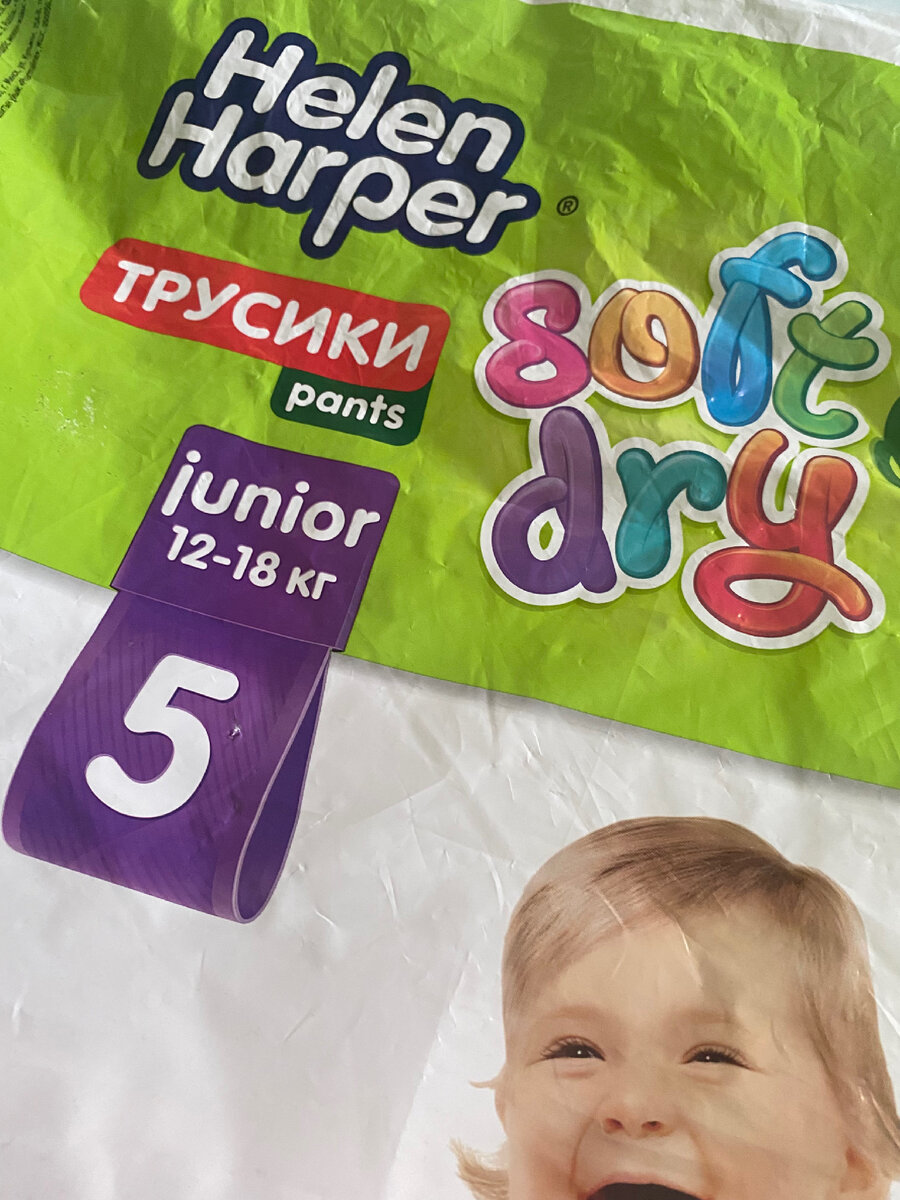 Helen
Harper
®
ТРУСИКИ
pants
soft
dry
junior
12-18 кг
5